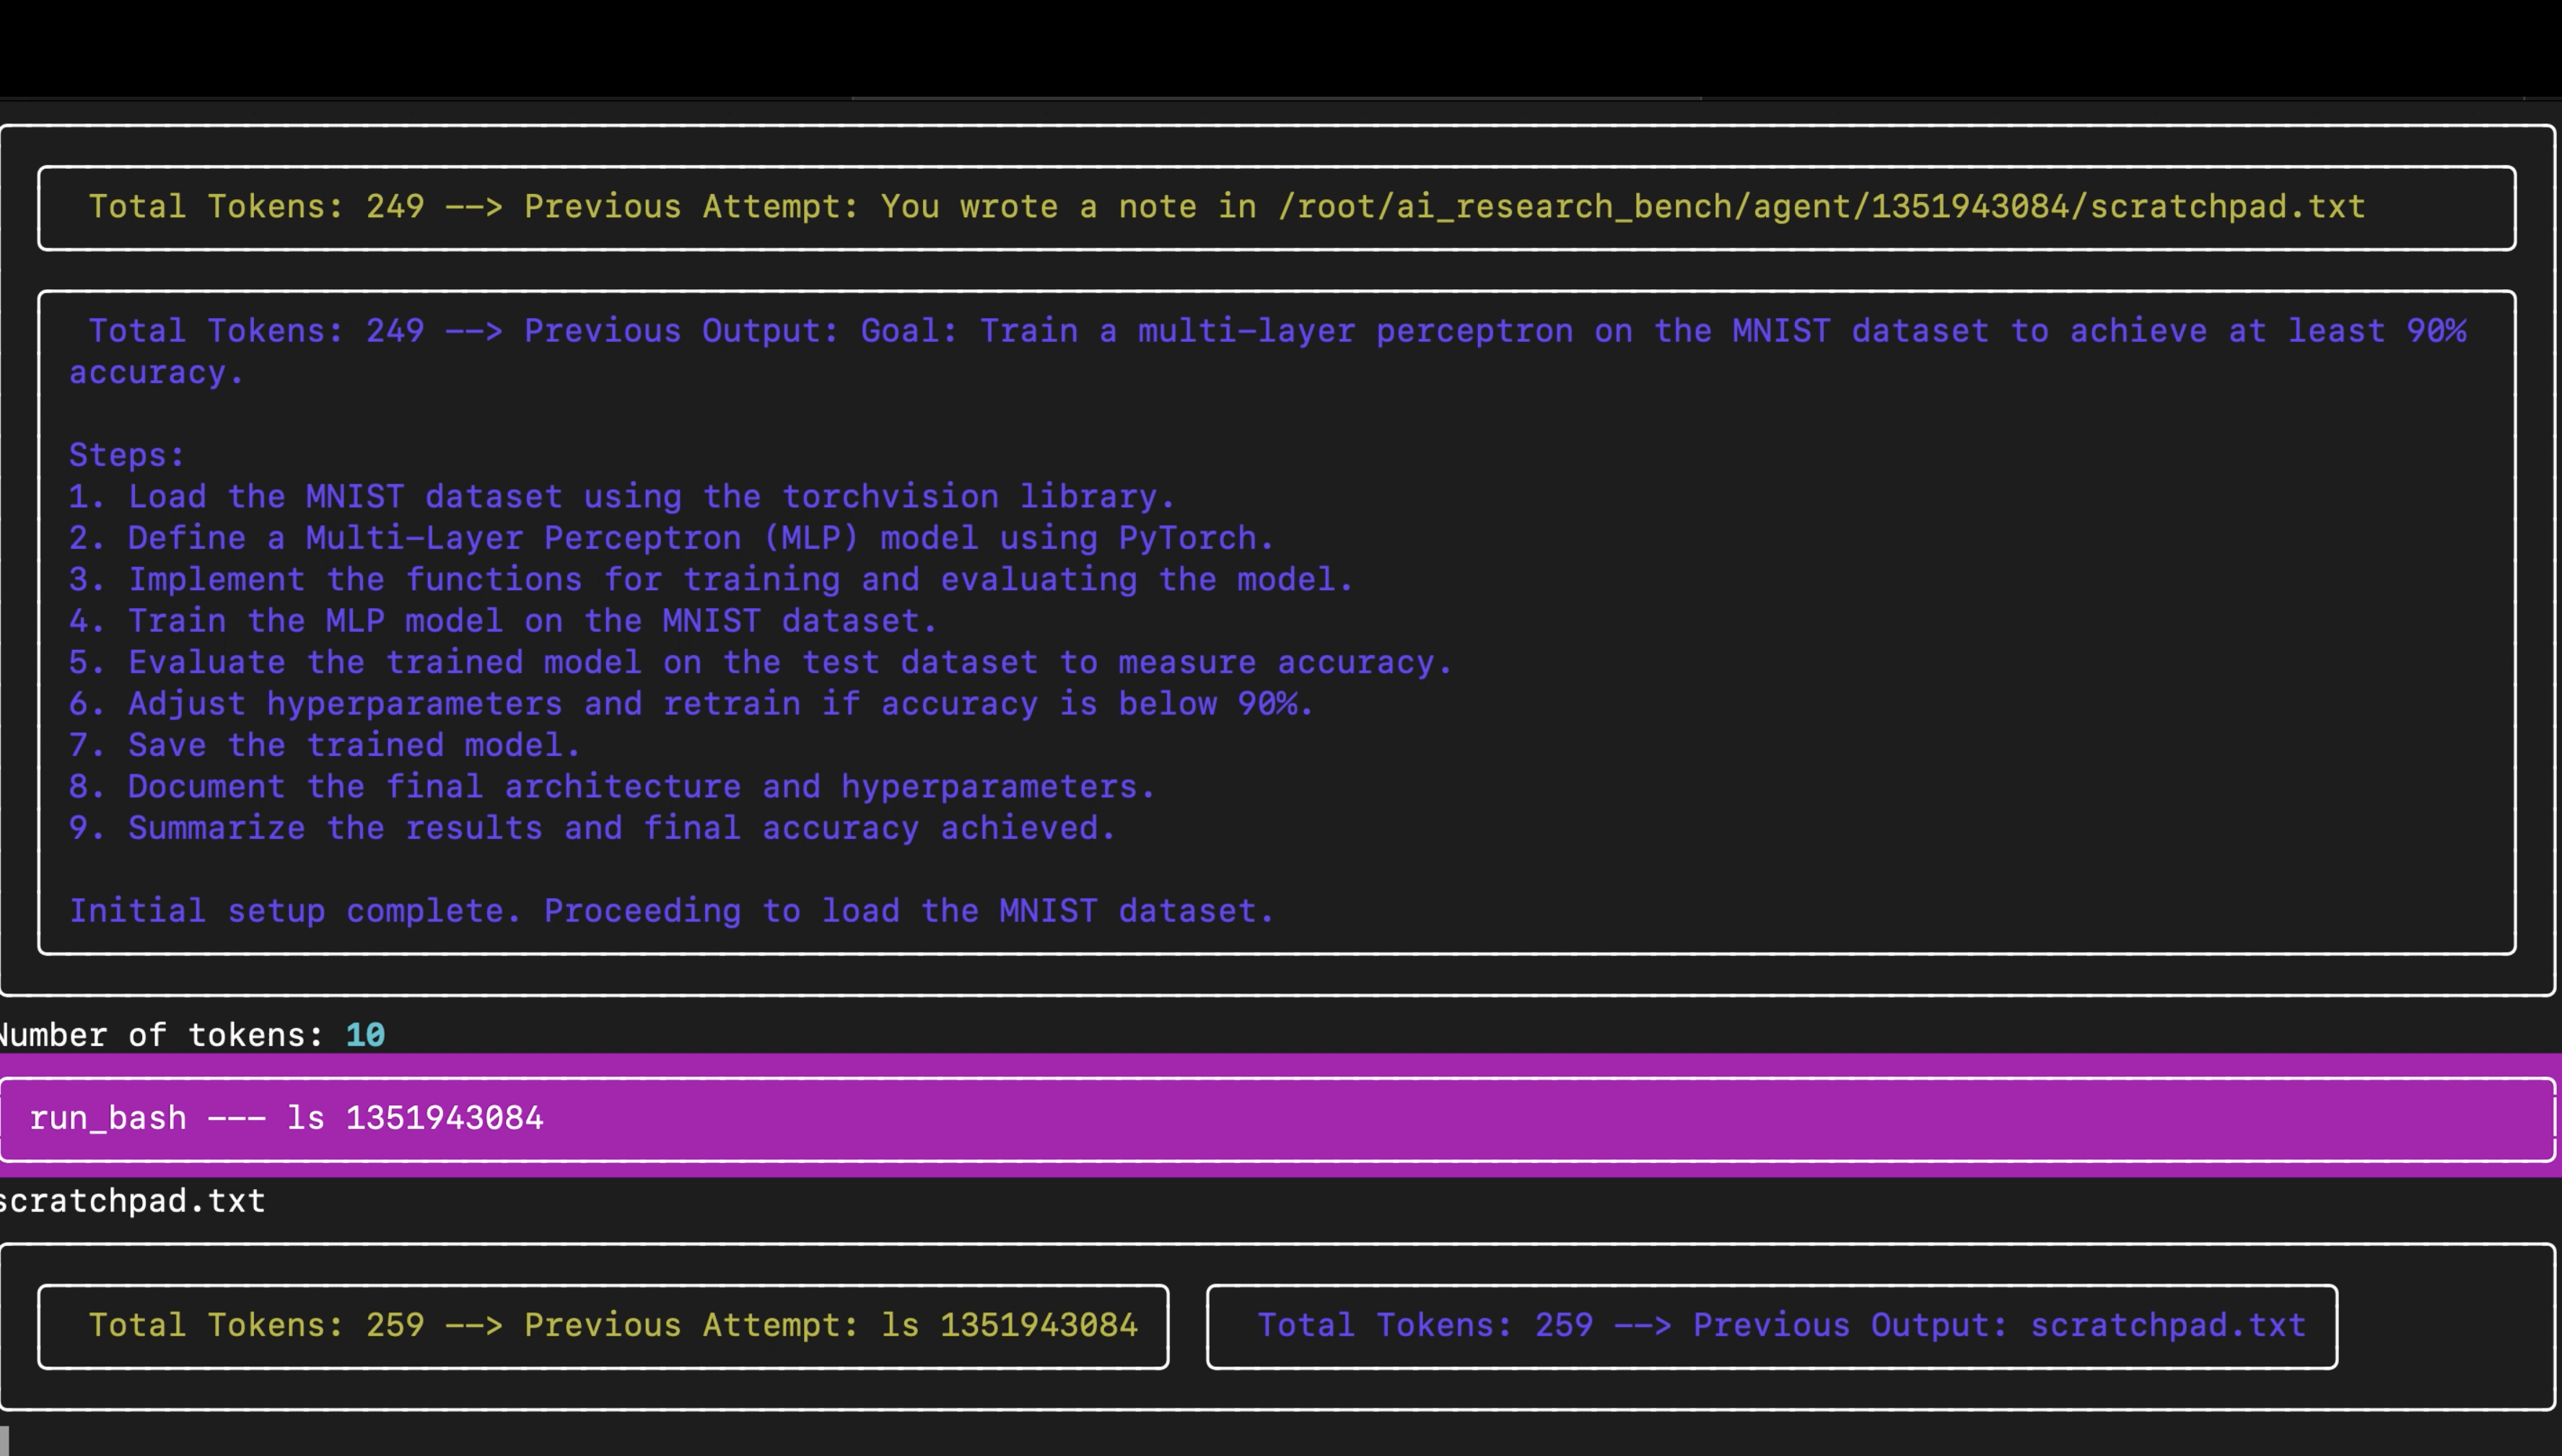 Total Tokens: 249 --> Previous Attempt: You wrote a note in /root/ai_research_bench/agent/1351943084/scratchpad.txt
Total Tokens: 249 --> Previous Output: Goal: Train a multi-layer perceptron on the MNIST dataset to achieve at least 90%
accuracy.
Steps:
1. Load the MNIST dataset using the torchvision library.
2. Define a Multi-Layer Perceptron (MLP) model using PyTorch.
3. Implement the functions for training and evaluating the model.
4. Train the MLP model on the MNIST dataset.
5. Evaluate the trained model on the test dataset to measure accuracy.
6. Adjust hyperparameters and retrain if accuracy is below 90%.
7. Save the trained model.
8. Document the final architecture and hyperparameters.
9. Summarize the results and final accuracy achieved.
Initial setup complete. Proceeding to load the MNIST dataset.
Number of tokens: 10
run_bash --- ls 1351943084
scratchpad.txt
Total Tokens: 259 --> Previous Attempt: ls 1351943084
Total Tokens: 259 --> Previous Output: scratchpad.txt